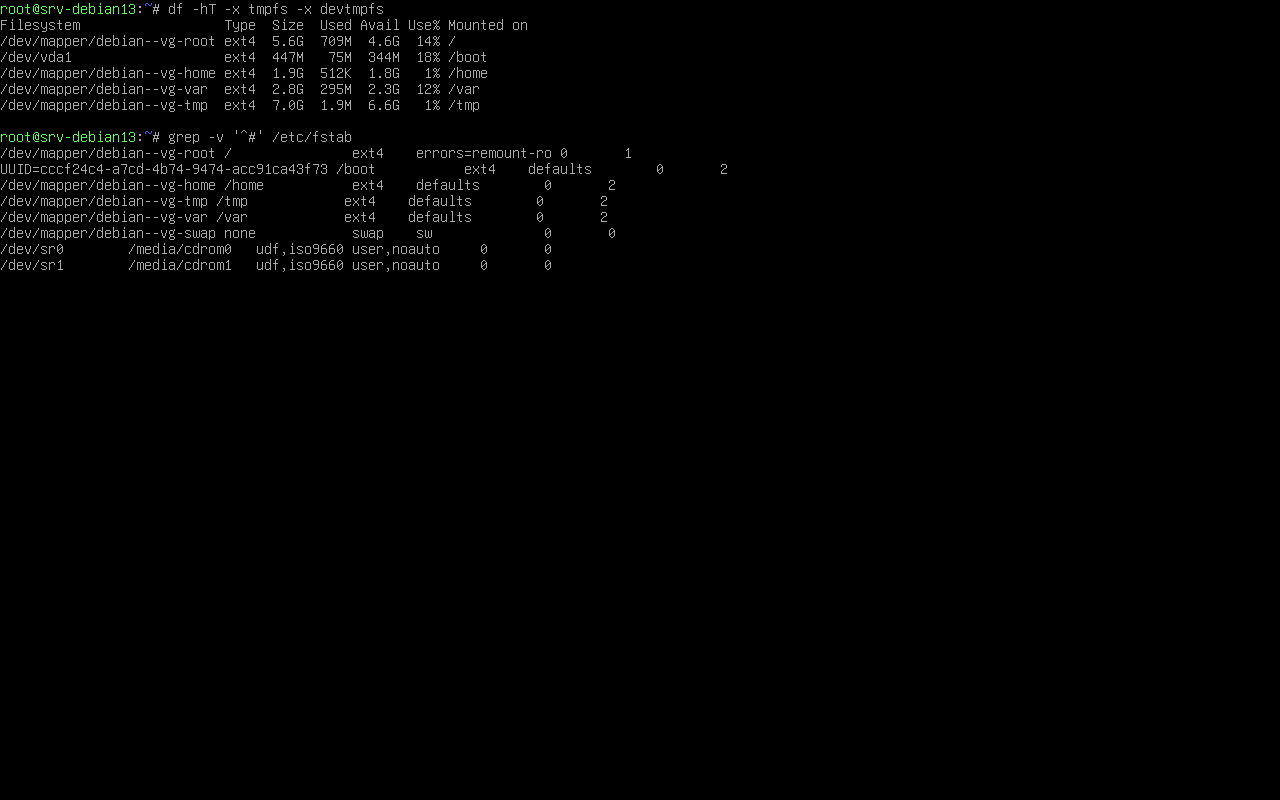 root@srv-debian13:~# df -hT -x tmpfs -x devtmpfs
Filesystem                  Type  Size  Used Avail Use% Mounted on
/dev/mapper/debian--vg-root ext4  5.6G  709M  4.6G  14% /
/dev/vda1                   ext4  447M   75M  344M  18% /boot
/dev/mapper/debian--vg-home ext4  1.9G  512K  1.8G   1% /home
/dev/mapper/debian--vg-var  ext4  2.8G  295M  2.3G  12% /var
/dev/mapper/debian--vg-tmp  ext4  7.0G  1.9M  6.6G   1% /tmp
root@srv-debian13:~# grep -v '^#' /etc/fstab
/dev/mapper/debian--vg-root /               ext4    errors=remount-ro 0       1
UUID=cccf24c4-a7cd-4b74-9474-acc91ca43f73 /boot           ext4    defaults        0       2
/dev/mapper/debian--vg-home /home           ext4    defaults        0       2
/dev/mapper/debian--vg-tmp /tmp            ext4    defaults        0       2
/dev/mapper/debian--vg-var /var            ext4    defaults        0       2
/dev/mapper/debian--vg-swap none            swap    sw              0       0
/dev/sr0        /media/cdrom0   udf,iso9660 user,noauto     0       0
/dev/sr1        /media/cdrom1   udf,iso9660 user,noauto     0       0